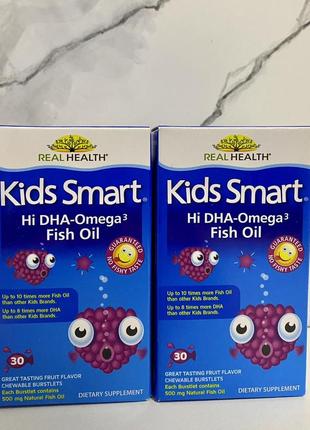 REAL HEALTH®
Kids Smart®
Hi DHA-Omega³
Fish Oil
GUARANTEED
NO FISHY TASTE
Up to 10 times more Fish Oil
than other Kids Brands.
Up to 8 times more DHA
than other Kids Brands.
30
GREAT TASTING FRUIT FLAVOR
CHEWABLE BURSTLETS
Each Burstlet contains
500 mg Natural Fish Oil
DIETARY SUPPLEMENT
REAL HEALTH®
Kids Smart®
Hi DHA-Omega³
Fish Oil
GUARANTEED
NO FISHY TASTE
Up to 10 times more Fish Oil
than other Kids Brands.
Up to 8 times more DHA
than other Kids Brands.
30
GREAT TASTING FRUIT FLAVOR
CHEWABLE BURSTLETS
Each Burstlet contains
500 mg Natural Fish Oil
DIETARY SUPPLEMENT